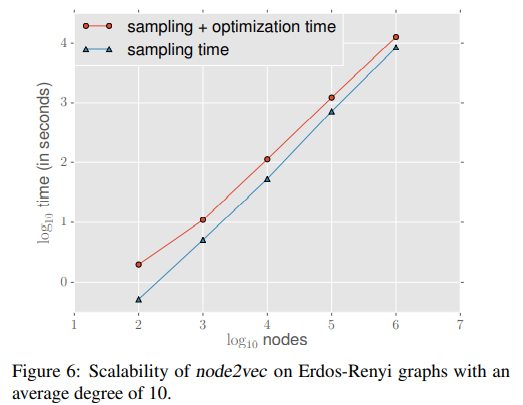 sampling + optimization time
sampling time
4
3
2
1
0
log10 time (in seconds)
1 2 3 4 5 6 7
log10 nodes
Figure 6: Scalability of node2vec on Erdos-Renyi graphs with an
average degree of 10.